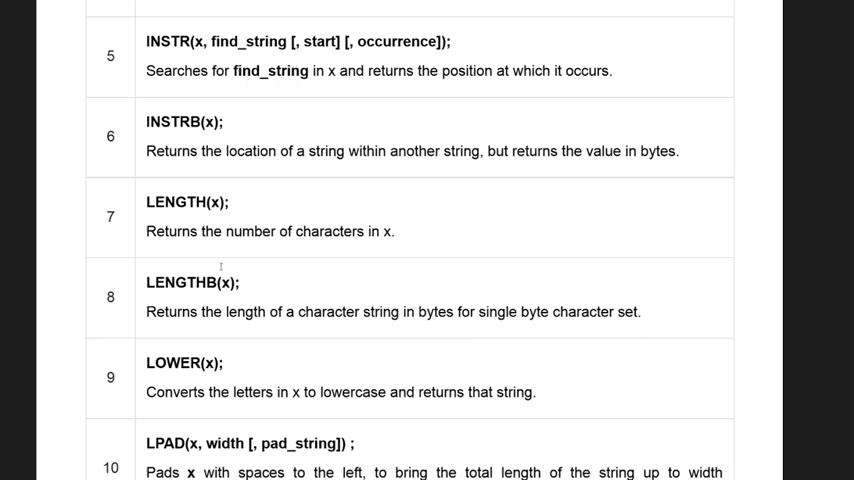 5
INSTR(x, find_string [, start] [, occurrence]);
Searches for find_string in x and returns the position at which it occurs.
6
INSTRB(x);
Returns the location of a string within another string, but returns the value in bytes.
7
LENGTH(x);
Returns the number of characters in x.
8
LENGTHB(x);
Returns the length of a character string in bytes for single byte character set.
9
LOWER(x);
Converts the letters in x to lowercase and returns that string.
10
LPAD(x, width [, pad_string]) ;
Pads x with spaces to the left, to bring the total length of the string up to width